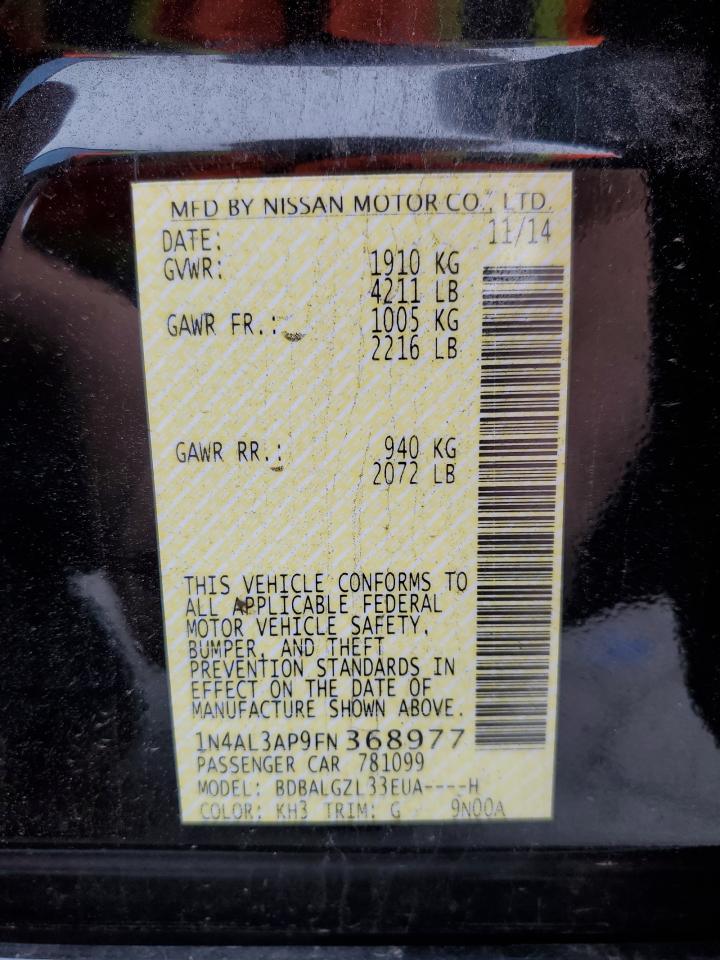 MFD BY NISSAN MOTOR CO., LTD.
DATE: 11/14
GVWR: 1910 KG
4211 LB
GAWR FR.: 1005 KG
2216 LB
GAWR RR.: 940 KG
2072 LB
THIS VEHICLE CONFORMS TO
ALL APPLICABLE FEDERAL
MOTOR VEHICLE SAFETY,
BUMPER, AND THEFT
PREVENTION STANDARDS IN
EFFECT ON THE DATE OF
MANUFACTURE SHOWN ABOVE.
1N4AL3AP9FN368977
PASSENGER CAR 781099
MODEL: BDBALGZL33EUA----H
COLOR: KH3 TRIM: G 9N00A